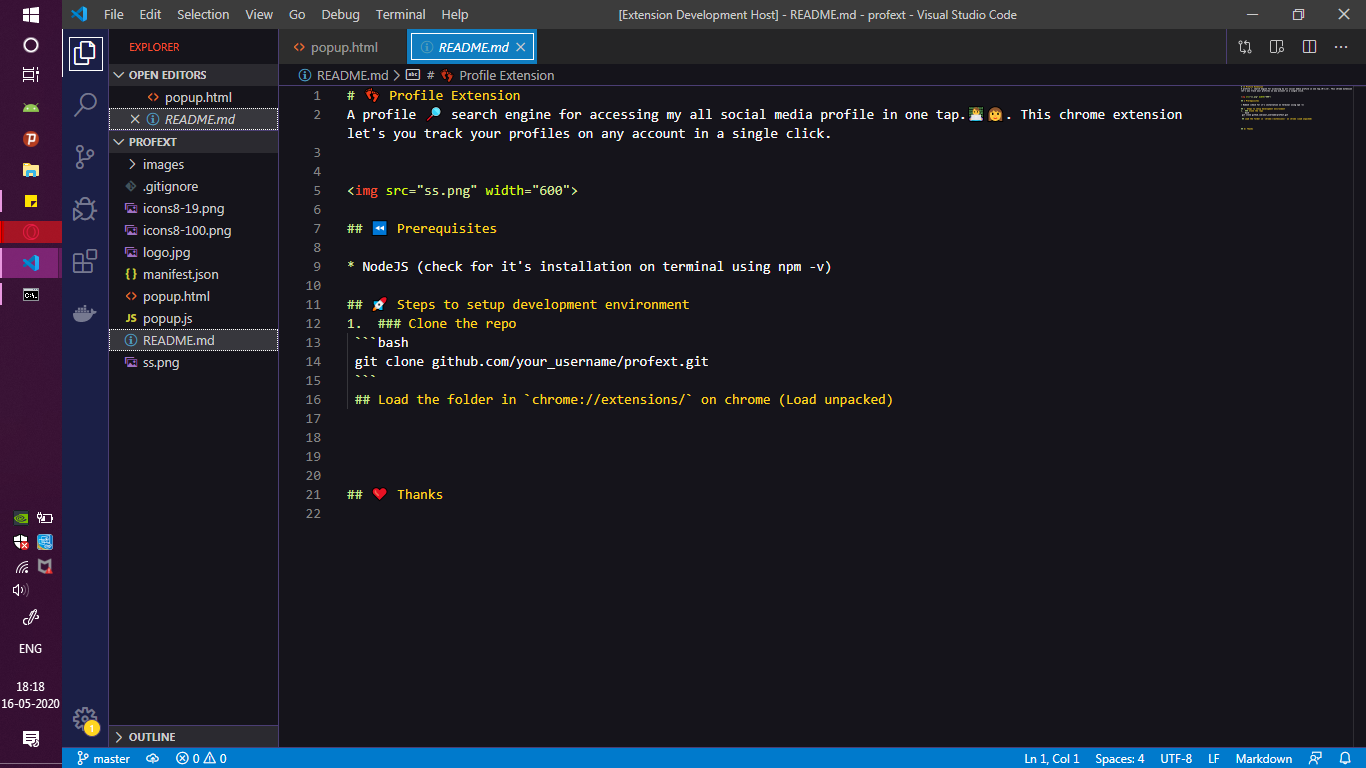 File Edit Selection View Go Debug Terminal Help [Extension Development Host] - README.md - profext - Visual Studio Code
EXPLORER
OPEN EDITORS
popup.html
README.md
PROFEXT
images
.gitignore
icons8-19.png
icons8-100.png
logo.jpg
{} manifest.json
<> popup.html
JS popup.js
README.md
ss.png
OUTLINE
<> popup.html README.md
README.md > abc # 👣 Profile Extension
1 # 👣 Profile Extension
2 A profile 🔎 search engine for accessing my all social media profile in one tap.👨‍💻👩. This chrome extension
let's you track your profiles on any account in a single click.
3
4
5 <img src="ss.png" width="600">
6
7 ## ⏪ Prerequisites
8
9 * NodeJS (check for it's installation on terminal using npm -v)
10
11 ## 🚀 Steps to setup development environment
12 1.  ### Clone the repo
13 ```bash
14 git clone github.com/your_username/profext.git
15 ```
16 ## Load the folder in `chrome://extensions/` on chrome (Load unpacked)
17
18
19
20
21 ## ❤️ Thanks
22
ENG
18:18
16-05-2020
1
master 0 0 Ln 1, Col 1 Spaces: 4 UTF-8 LF Markdown